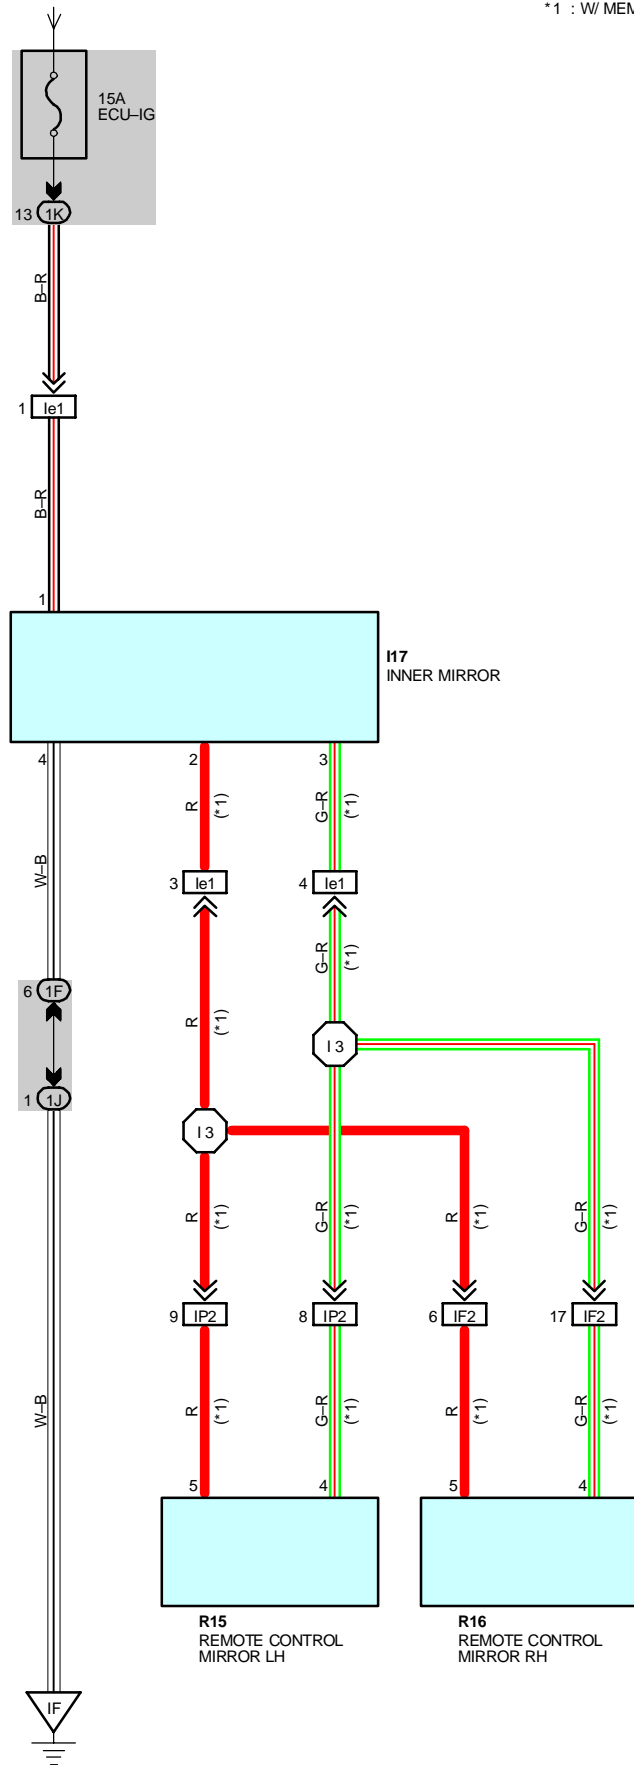 *1 : W/ MEM
15A
ECU–IG
13 1K
B–R
1 Ie1
B–R
1
I17
INNER MIRROR
4 2 3
R (*1) G–R (*1)
W–B
3 Ie1 4 Ie1
G–R (*1)
6 1F
R (*1)
I 3
1 1J
I 3
R (*1) G–R (*1) R (*1) G–R (*1)
9 IP2 8 IP2 6 IF2 17 IF2
W–B R (*1) G–R (*1) R (*1) G–R (*1)
5 4 5 4
R15 R16
REMOTE CONTROL REMOTE CONTROL
MIRROR LH MIRROR RH
IF